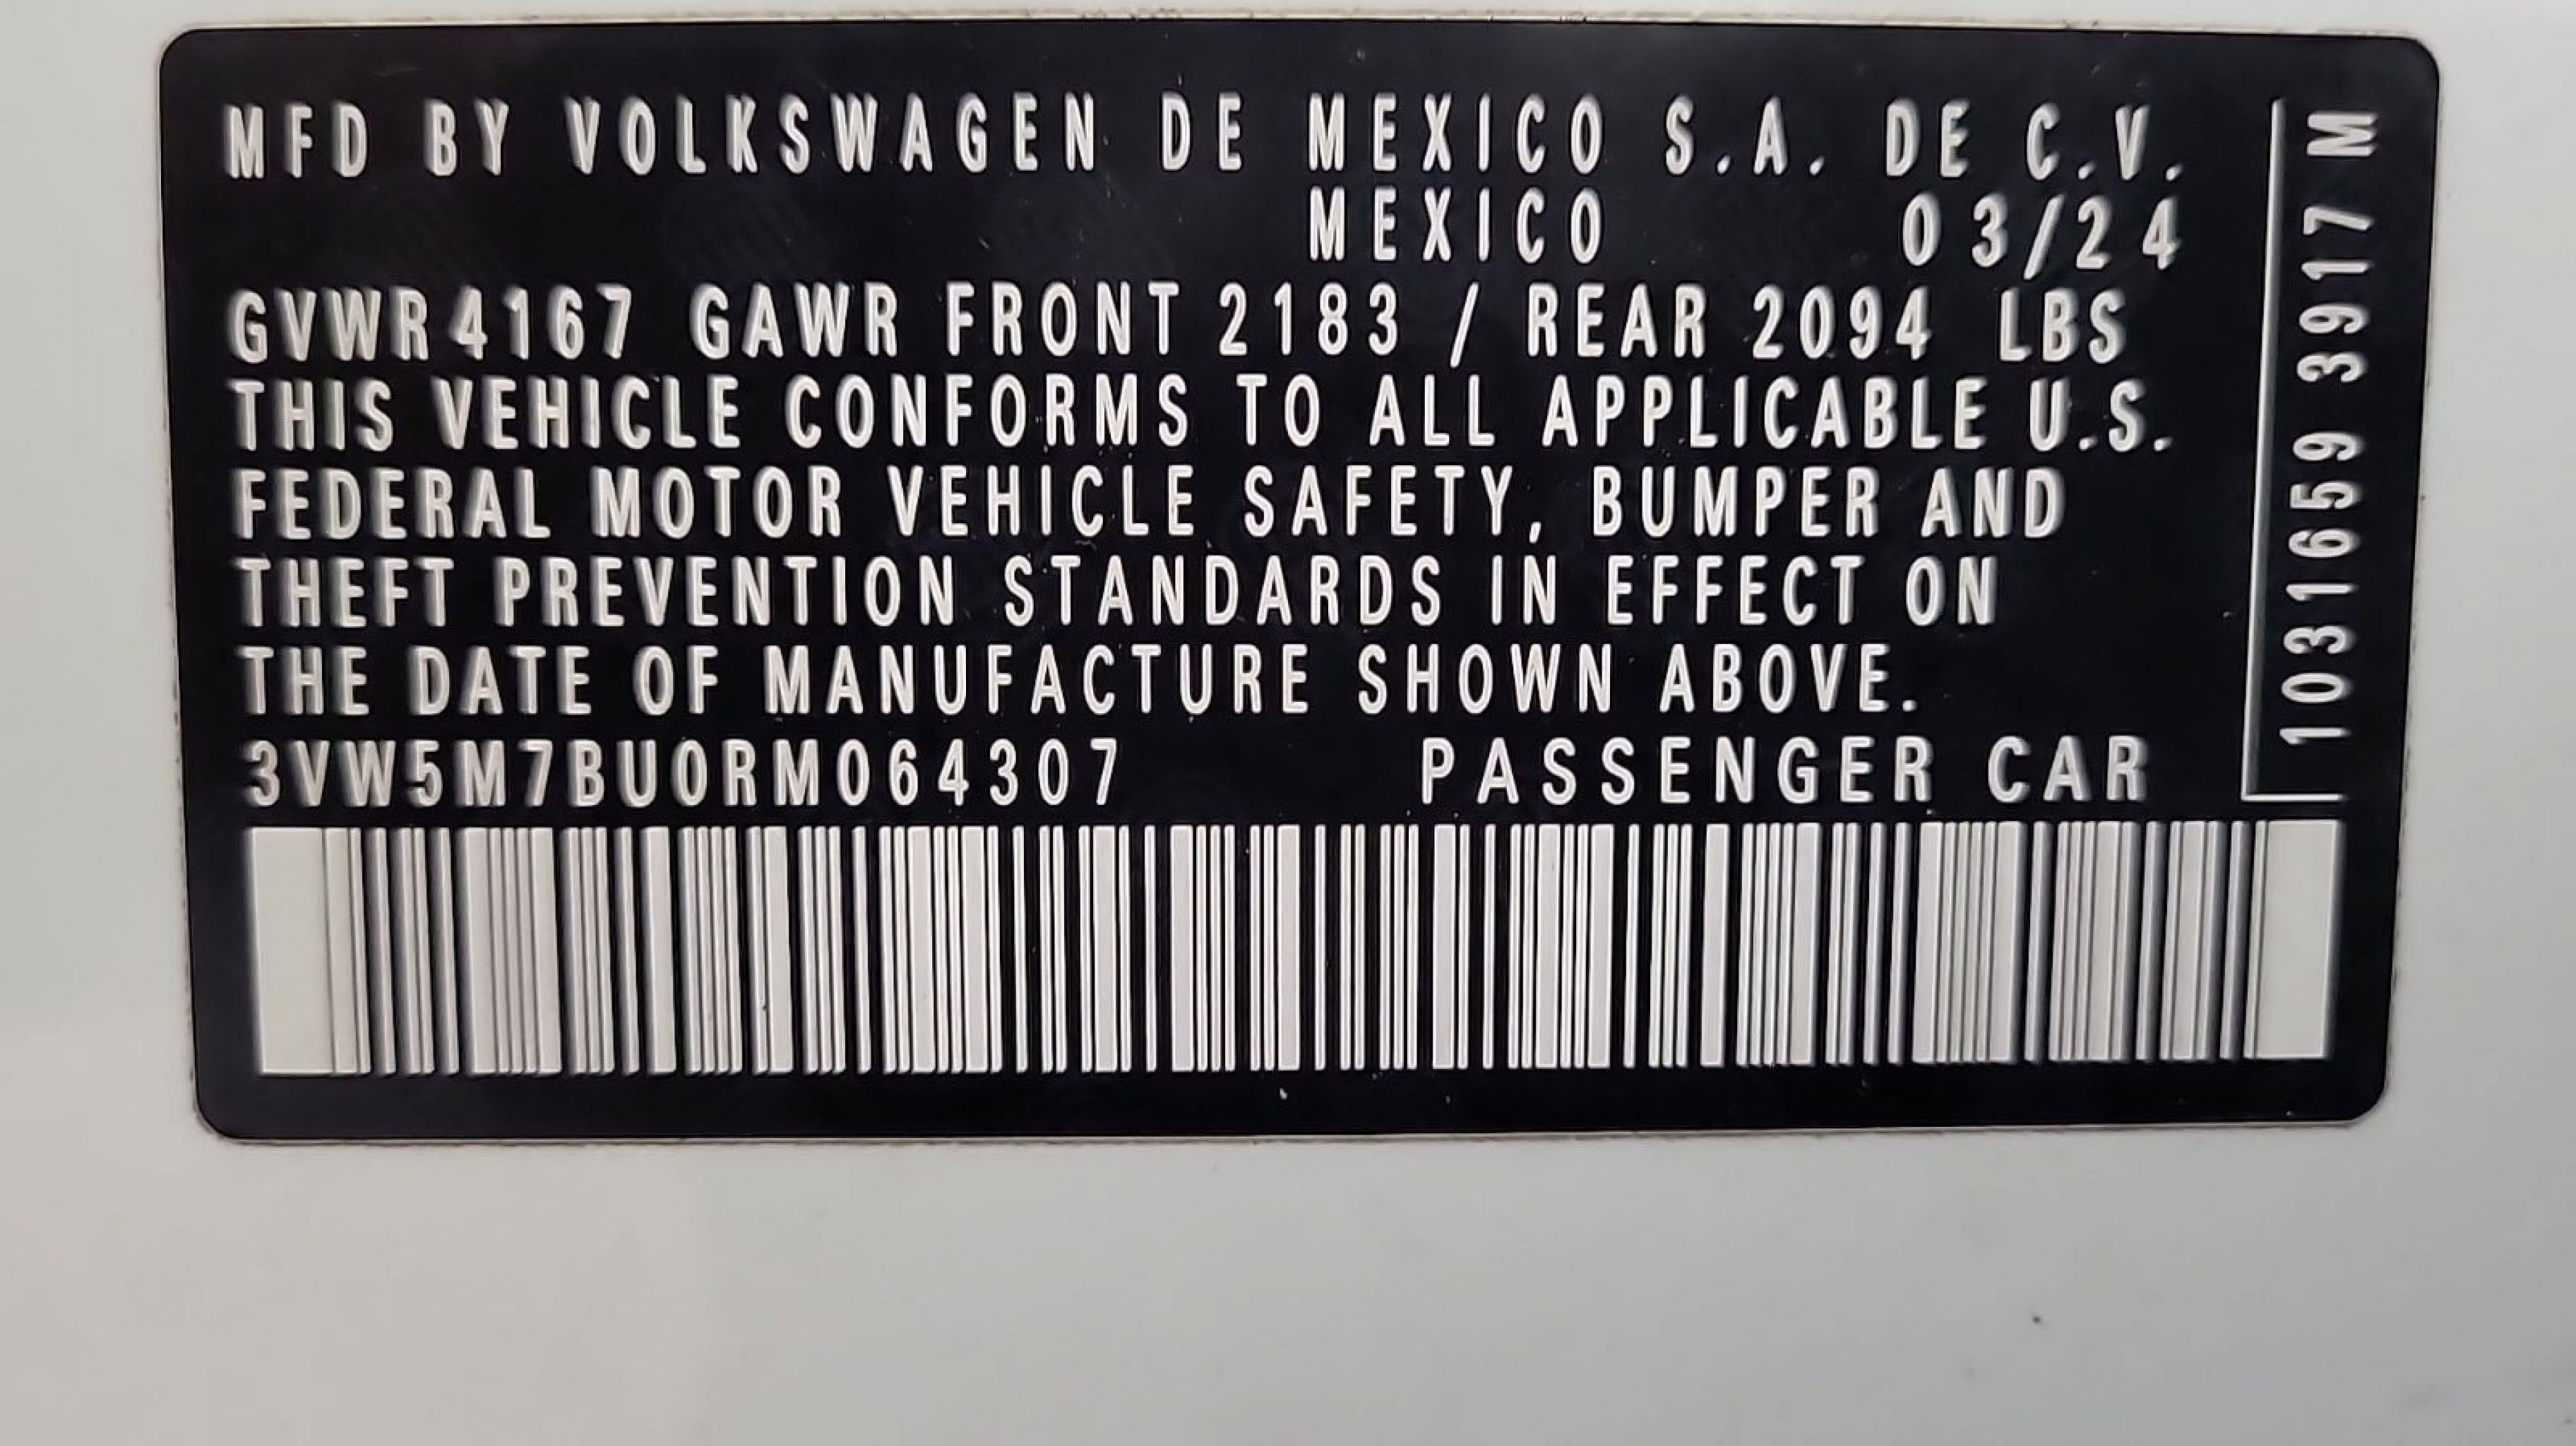 MFD BY VOLKSWAGEN DE MEXICO S.A. DE C.V.
MEXICO 03/24
GVWR 4167 GAWR FRONT 2183 / REAR 2094 LBS
THIS VEHICLE CONFORMS TO ALL APPLICABLE U.S.
FEDERAL MOTOR VEHICLE SAFETY, BUMPER AND
THEFT PREVENTION STANDARDS IN EFFECT ON
THE DATE OF MANUFACTURE SHOWN ABOVE.
3VW5M7BU0RM064307 PASSENGER CAR
1031659 3917 M